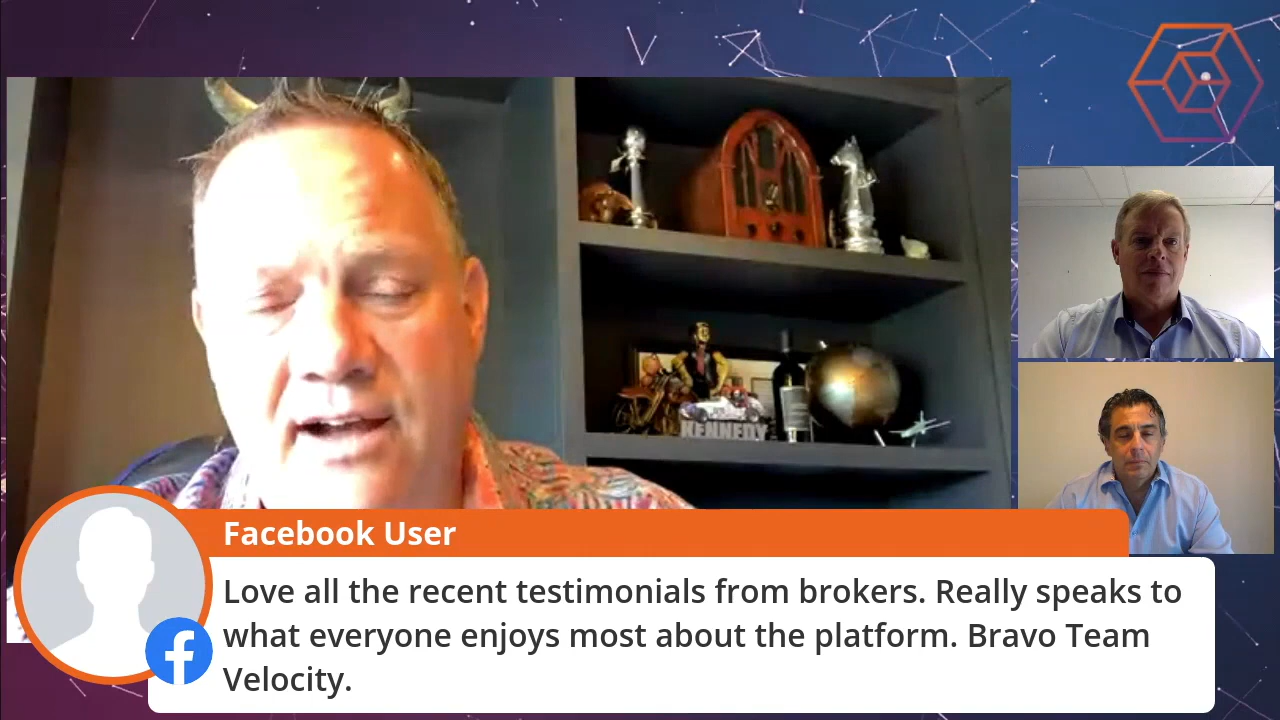 KENNEDY
Facebook User
Love all the recent testimonials from brokers. Really speaks to
what everyone enjoys most about the platform. Bravo Team
Velocity.